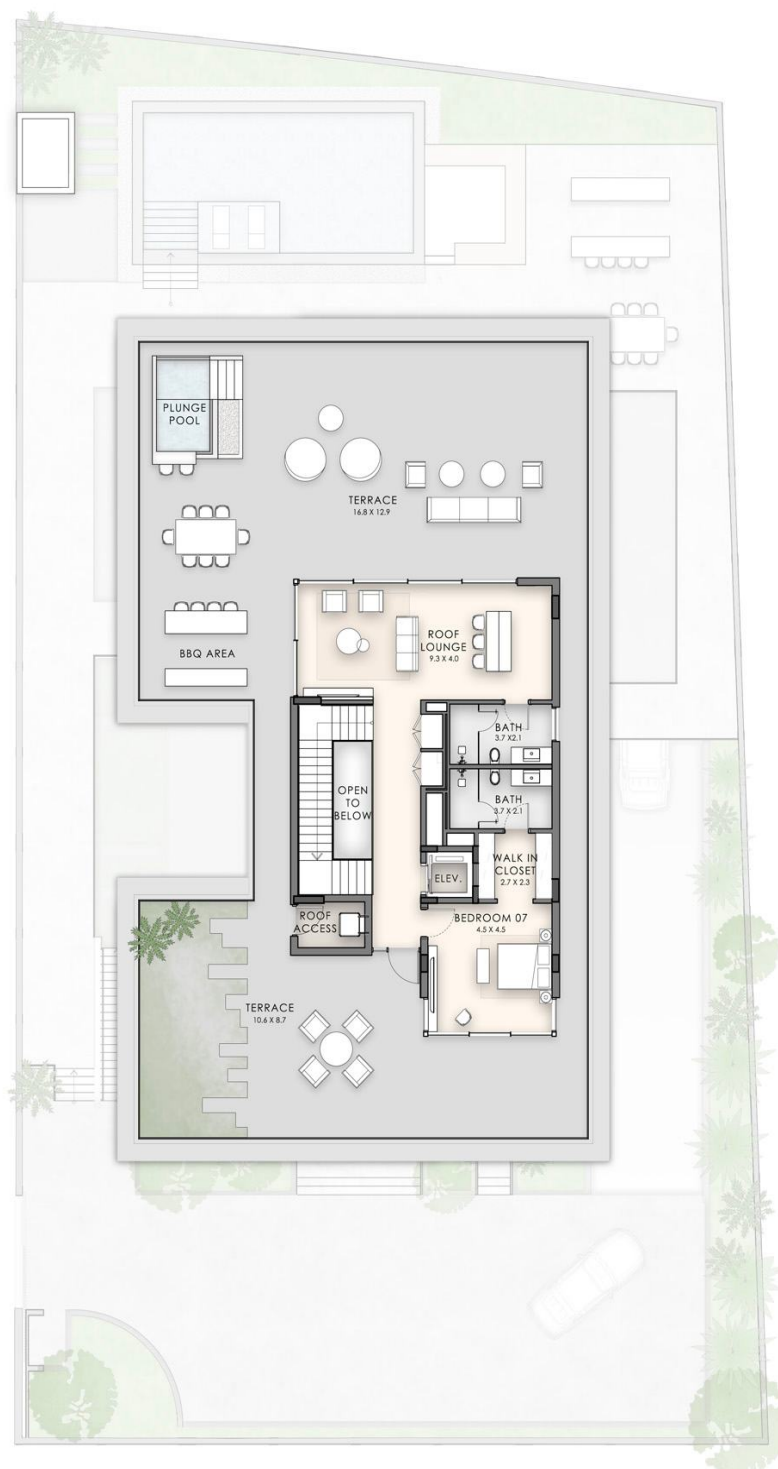 PLUNGE
POOL
TERRACE
16.8 X 12.9
ROOF
LOUNGE
9.3 X 4.0
BBQ AREA
BATH
3.7 X2.1
OPEN
TO
BELOW
BATH
3.7 X 2.1
WALK IN
CLOSET
2.7 X 2.3
ELEV.
ROOF
ACCESS
BEDROOM 07
4.5 X 4.5
TERRACE
10.6 X 8.7